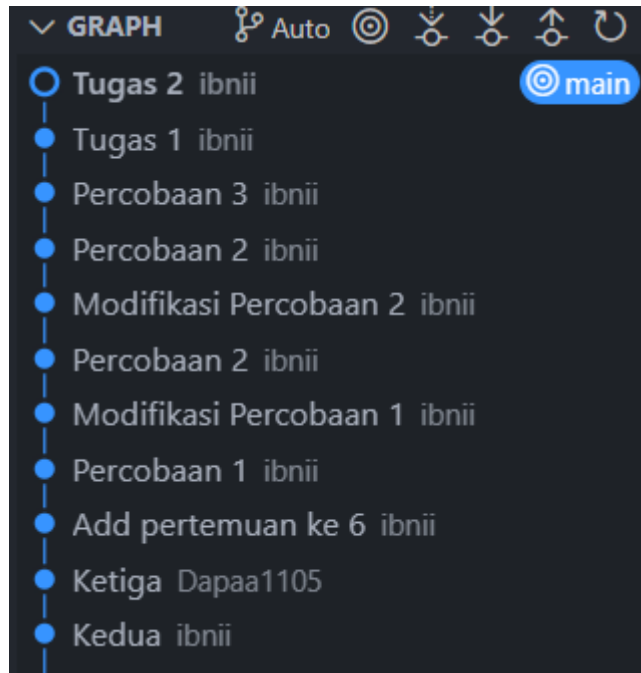 GRAPH Auto
Tugas 2 ibnii main
Tugas 1 ibnii
Percobaan 3 ibnii
Percobaan 2 ibnii
Modifikasi Percobaan 2 ibnii
Percobaan 2 ibnii
Modifikasi Percobaan 1 ibnii
Percobaan 1 ibnii
Add pertemuan ke 6 ibnii
Ketiga Dapaa1105
Kedua ibnii